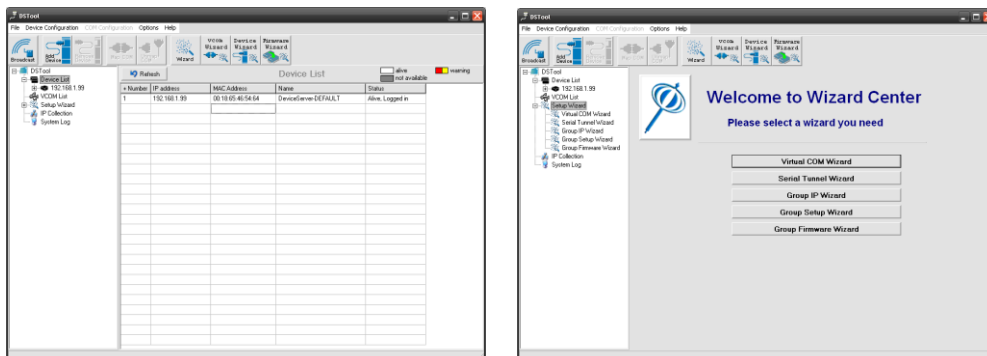 DSTool
File Device Configuration COM Configuration Options Help
Broadcast
Add Device
Wizard
VCOM Wizard
Device Wizard
Firmware Wizard
DSTool
Device List
192.168.1.99
VCOM List
Setup Wizard
IP Collection
System Log
Refresh
Device List
alive
warning
not available
+ Number IP address MAC Address Name Status
1 192.168.1.99 00:18:65:46:54:64 DeviceServer-DEFAULT Alive, Logged in
DSTool
File Device Configuration COM Configuration Options Help
Broadcast
Add Device
Wizard
VCOM Wizard
Device Wizard
Firmware Wizard
DSTool
Device List
192.168.1.99
VCOM List
Setup Wizard
Virtual COM Wizard
Serial Tunnel Wizard
Group IP Wizard
Group Setup Wizard
Group Firmware Wizard
IP Collection
System Log
Welcome to Wizard Center
Please select a wizard you need
Virtual COM Wizard
Serial Tunnel Wizard
Group IP Wizard
Group Setup Wizard
Group Firmware Wizard